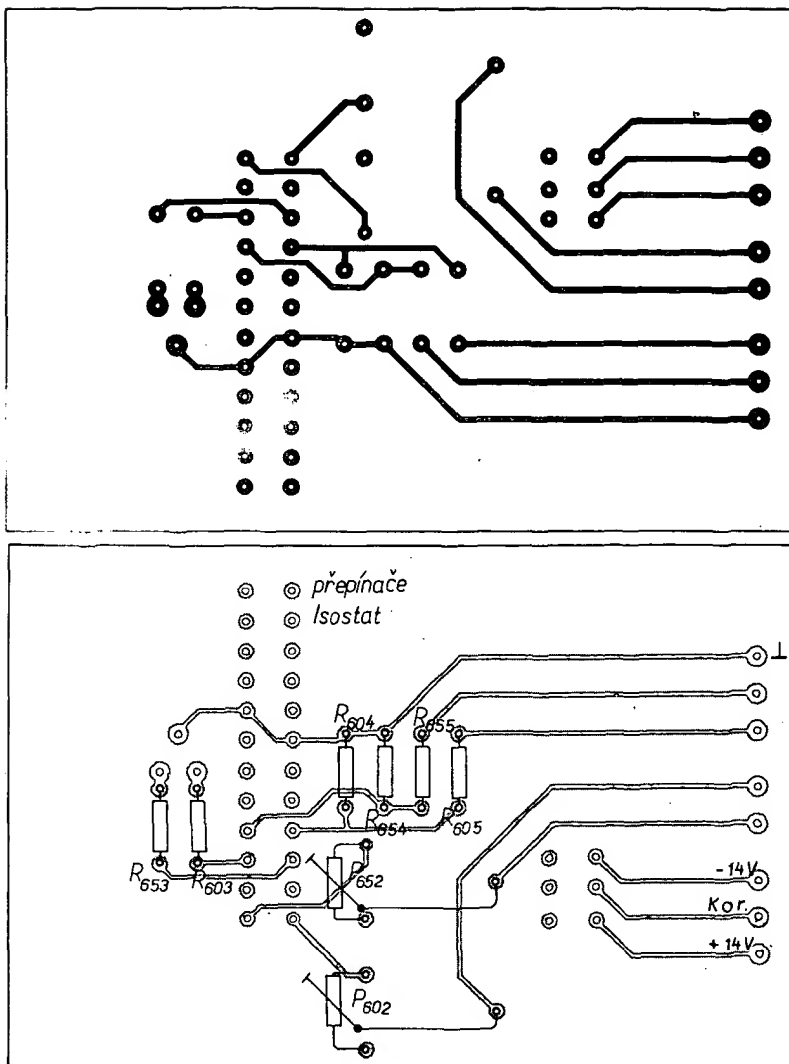 přepínače
Isostat
⊥
R604
R655
R654
R605
R653
R603
P652
-14V
Kor.
+14V
P602